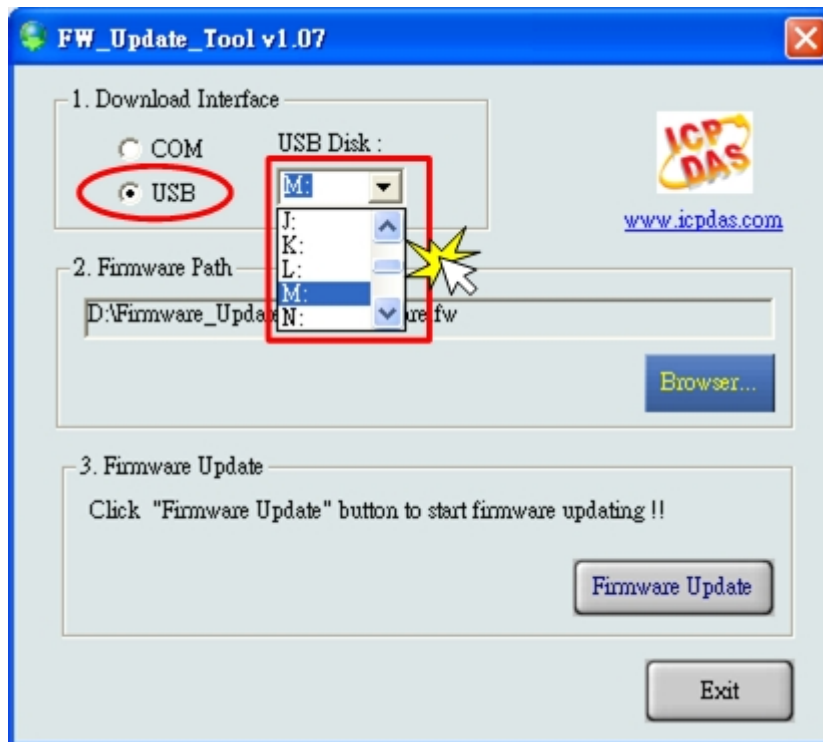 FW_Update_Tool v1.07
1. Download Interface
COM
USB Disk :
USB
M:
J:
K:
L:
M:
N:
ICP
DAS
www.icpdas.com
2. Firmware Path
D:\Firmware_Upda
are.fw
Browser...
3. Firmware Update
Click "Firmware Update" button to start firmware updating !!
Firmware Update
Exit